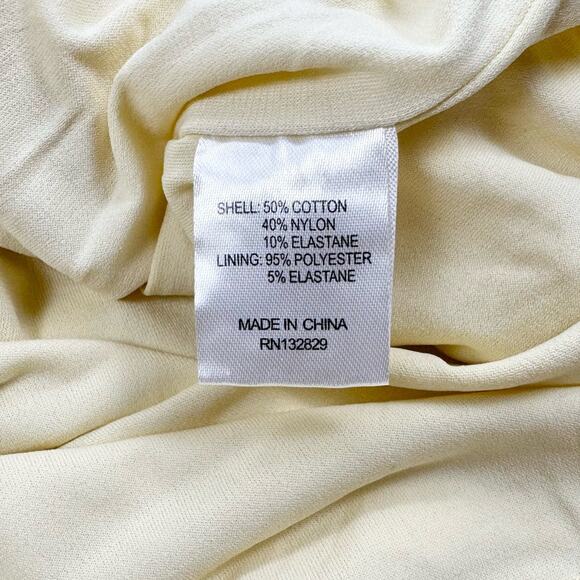 SHELL: 50% COTTON
40% NYLON
10% ELASTANE
LINING: 95% POLYESTER
5% ELASTANE
MADE IN CHINA
RN132829